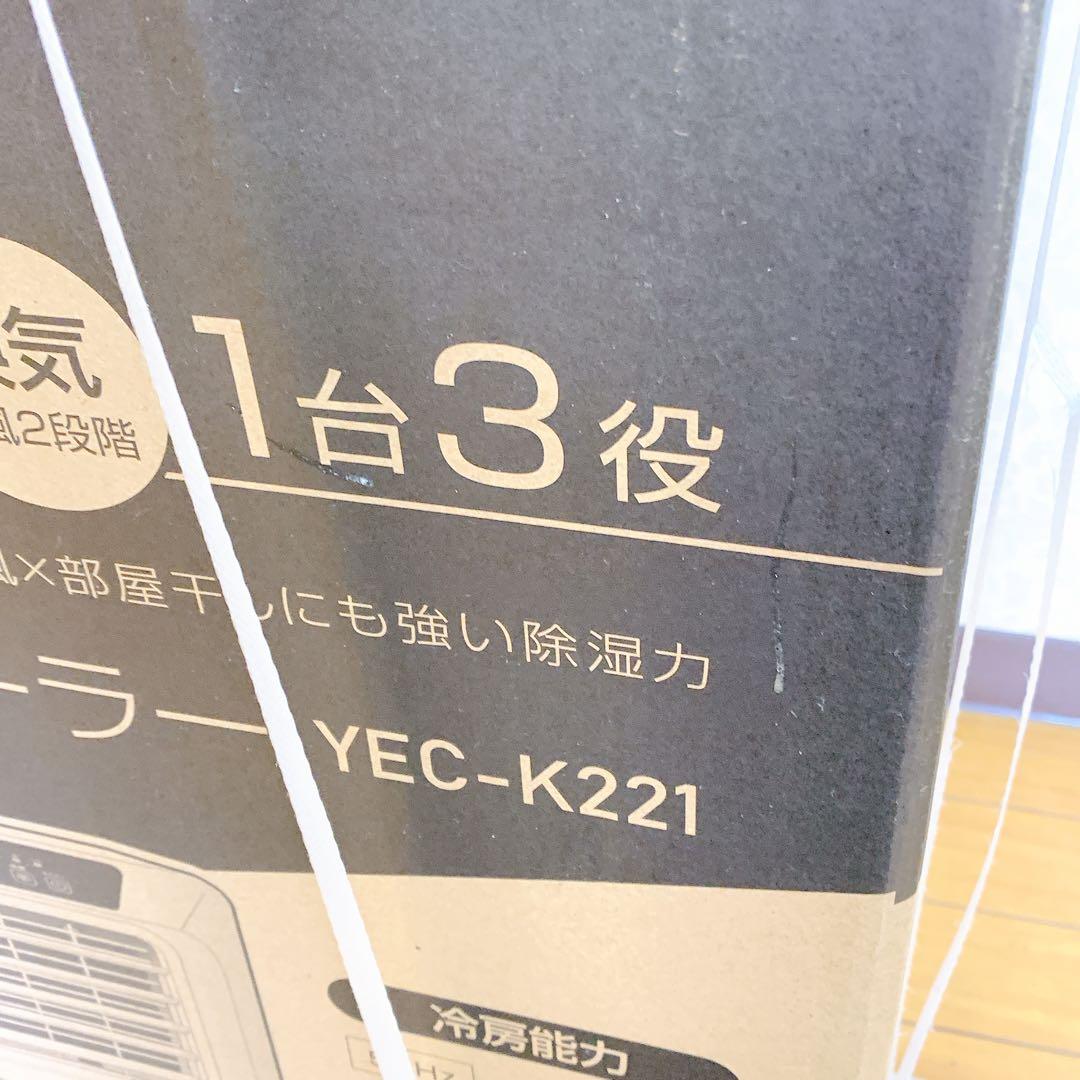 気
風2段階
1台3役
風×部屋干しにも強い除湿力
ーラー YEC-K221
冷房能力
Hz